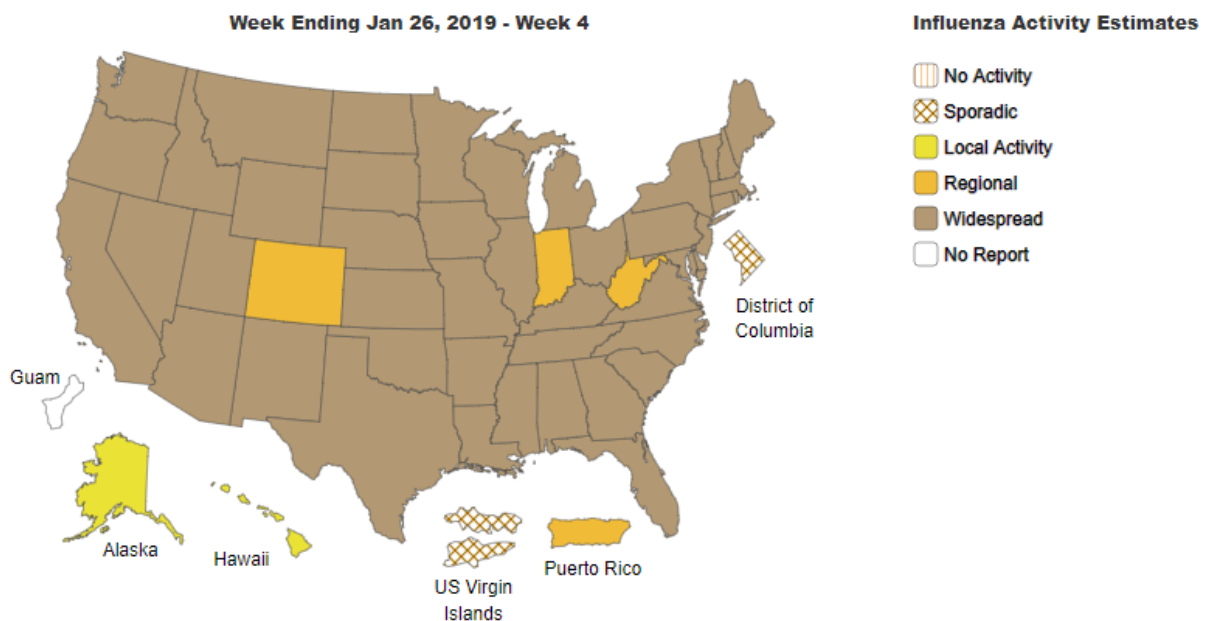 Week Ending Jan 26, 2019 - Week 4
Influenza Activity Estimates
No Activity
Sporadic
Local Activity
Regional
Widespread
No Report
District of
Columbia
Guam
Alaska
Hawaii
US Virgin
Islands
Puerto Rico